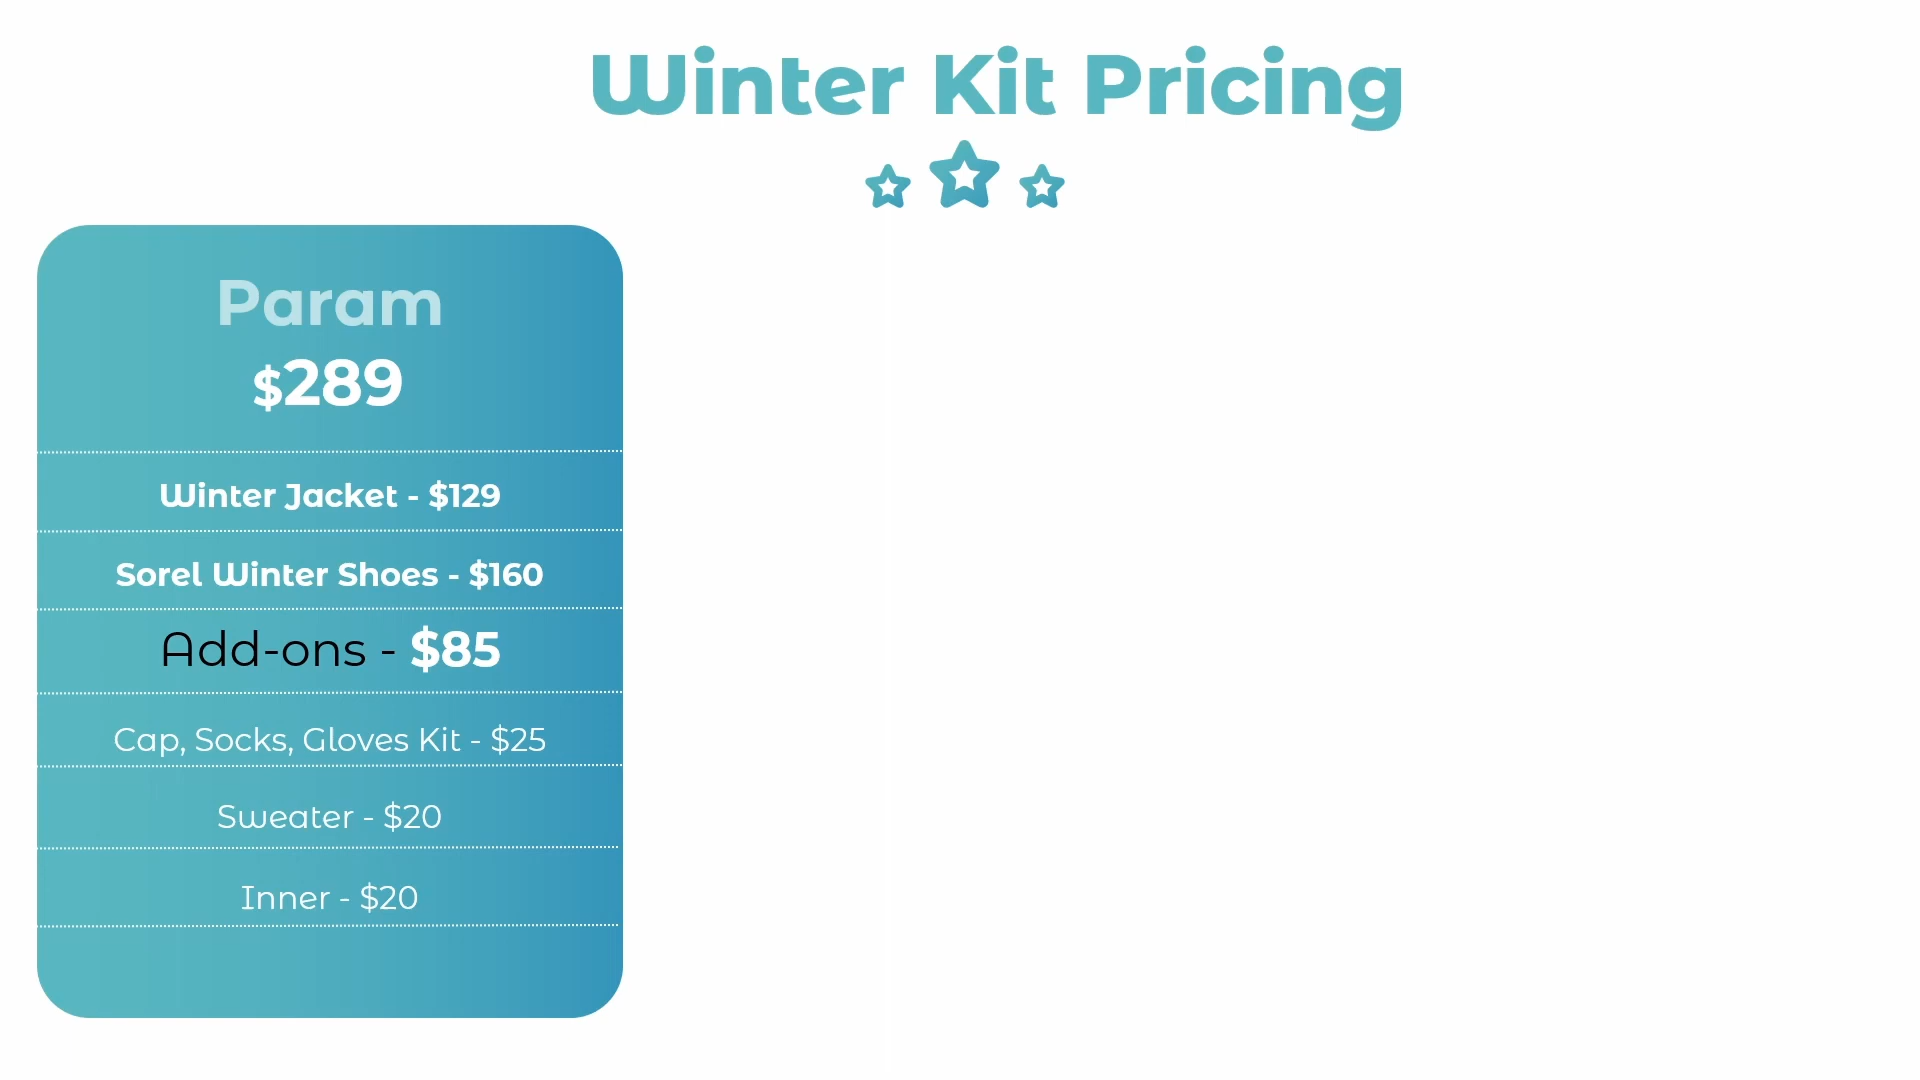 Winter Kit Pricing
Param
$289
Winter Jacket - $129
Sorel Winter Shoes - $160
Add-ons - $85
Cap, Socks, Gloves Kit - $25
Sweater - $20
Inner - $20